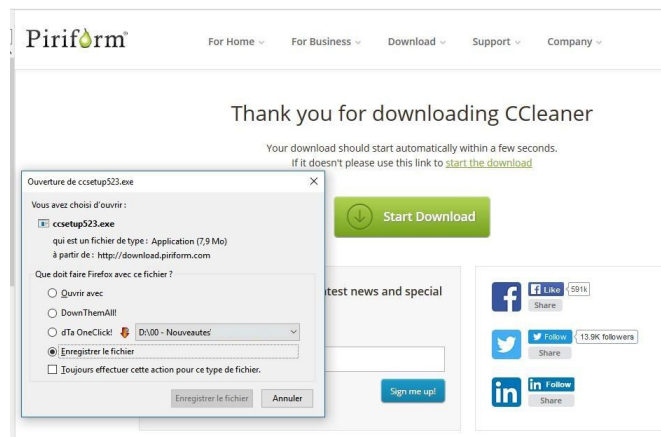 Piriform
For Home
For Business
Download
Support
Company
Thank you for downloading CCleaner
Your download should start automatically within a few seconds.
If it doesn't please use this link to start the download
Start Download
Ouverture de ccsetup523.exe
Vous avez choisi d'ouvrir :
ccsetup523.exe
qui est un fichier de type : Application (7,9 Mo)
à partir de : http://download.piriform.com
Que doit faire Firefox avec ce fichier ?
Ouvrir avec
DownThemAll!
dTa OneClick! D:\00 - Nouveautes'
Enregistrer le fichier
Toujours effectuer cette action pour ce type de fichier.
Enregistrer le fichier Annuler
news and special
Sign me up!
Like 591k
Share
Follow 13.9K followers
Share
Follow
Share